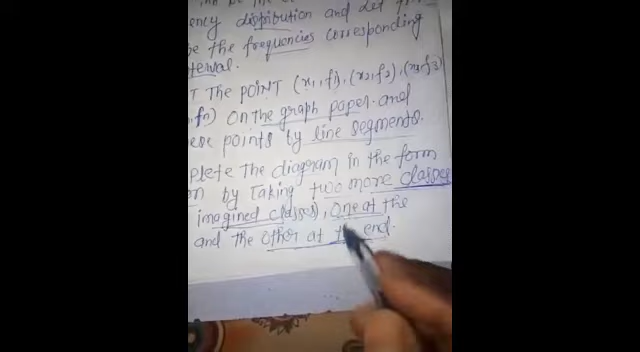 ency distribution and let
be the frequencies corresponding
interval.
T The POINT (x₁, f₁), (x₂, f₂), (x₃, f₃)
, fn) on the graph paper. and
ese points by line segments.
plete The diagram in the form
on by Taking two more classes
imagined classes), one at the
and the other at t end.